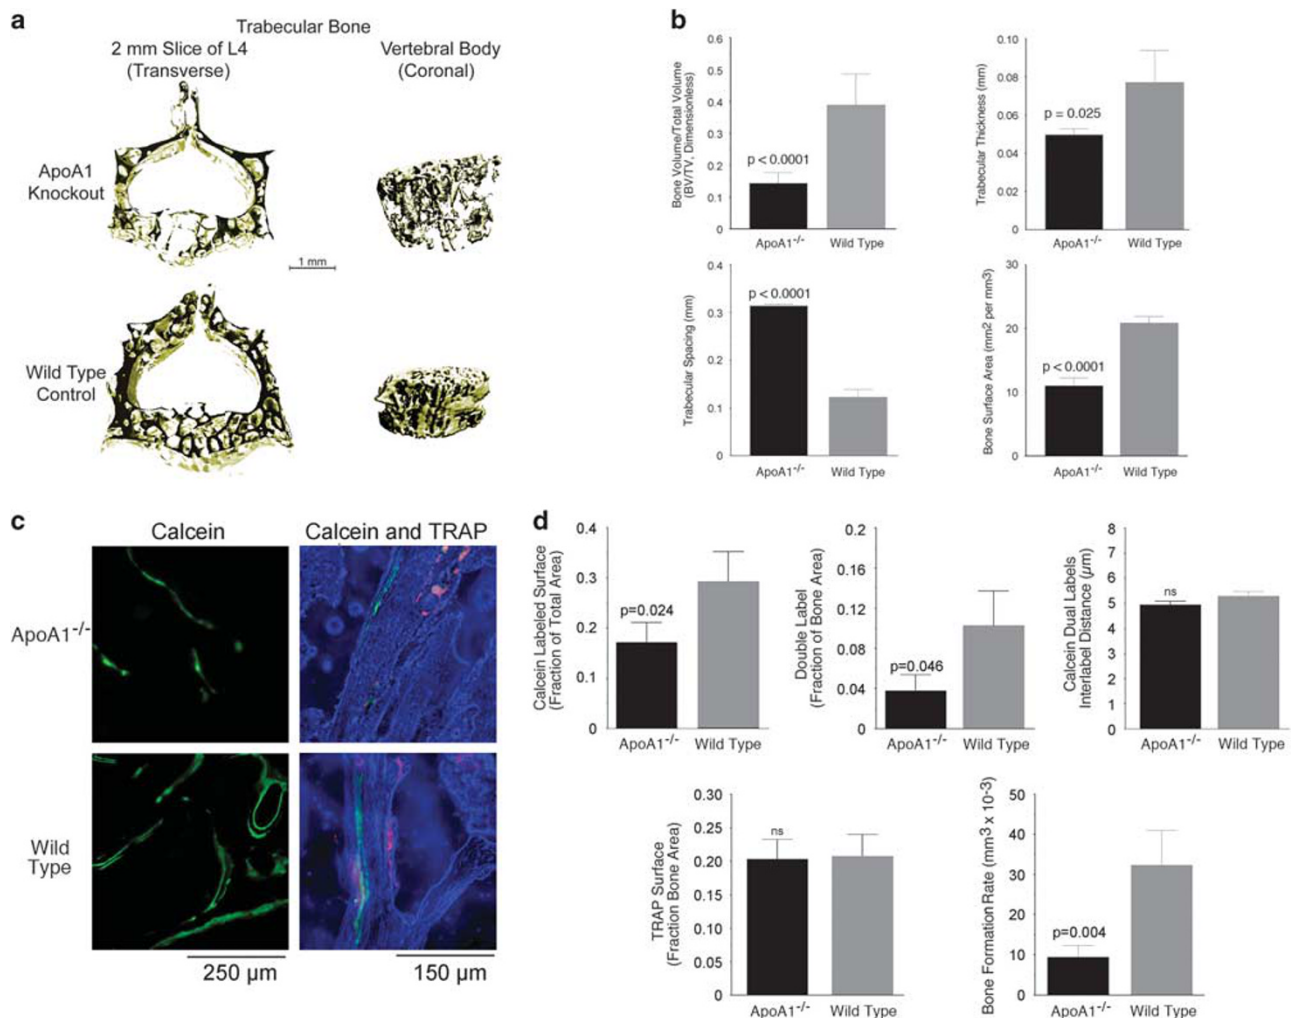 a
Trabecular Bone
2 mm Slice of L4
(Transverse)
Vertebral Body
(Coronal)
ApoA1
Knockout
1 mm
Wild Type
Control
b
Bone Volume/Total Volume
(BV/TV, Dimensionless)
0.6
0.5
0.4
0.3
0.2
0.1
0
p < 0.0001
ApoA1-/-
Wild Type
Trabecular Thickness (mm)
0.10
0.08
0.06
0.04
0.02
0
p = 0.025
ApoA1-/-
Wild Type
Trabecular Spacing (mm)
0.4
0.3
0.2
0.1
0
p < 0.0001
ApoA1-/-
Wild Type
Bone Surface Area (mm2 per mm3)
30
20
10
0
p < 0.0001
ApoA1-/-
Wild Type
c
Calcein
Calcein and TRAP
ApoA1-/-
Wild
Type
250 µm
150 µm
d
Calcein Labeled Surface
(Fraction of Total Area)
0.4
0.3
0.2
0.1
0
p=0.024
ApoA1-/-
Wild Type
Double Label
(Fraction of Bone Area)
0.2
0.16
0.12
0.08
0.04
0
p=0.046
ApoA1-/-
Wild Type
Calcein Dual Labels
Interlabel Distance (µm)
8
7
6
5
4
3
2
1
0
ns
ApoA1-/-
Wild Type
TRAP Surface
(Fraction Bone Area)
0.30
0.25
0.20
0.15
0.10
0.05
0
ns
ApoA1-/-
Wild Type
Bone Formation Rate (mm3 x 10-3)
50
40
30
20
10
0
p=0.004
ApoA1-/-
Wild Type